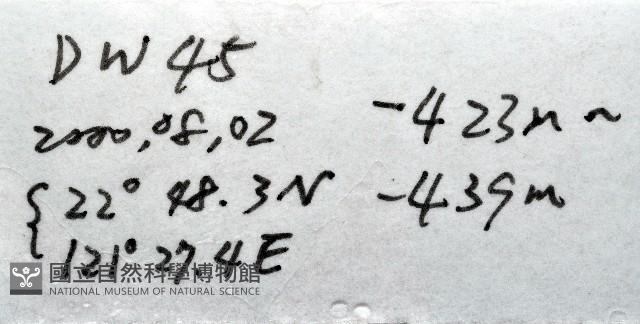 DW45
2000,08,02
22° 48.3N
121° 27.4E
-423m ~
-439m
國立自然科學博物館
NATIONAL MUSEUM OF NATURAL SCIENCE